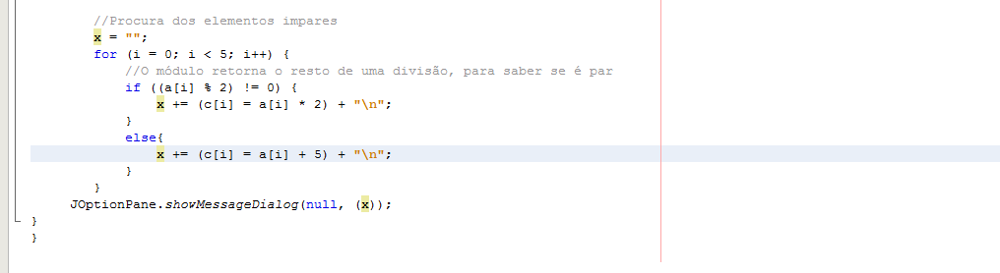 //Procura dos elementos impares
x = "";
for (i = 0; i < 5; i++) {
//O módulo retorna o resto de uma divisão, para saber se é par
if ((a[i] % 2) != 0) {
x += (c[i] = a[i] * 2) + "\n";
}
else{
x += (c[i] = a[i] + 5) + "\n";
}
}
JOptionPane.showMessageDialog(null, (x));
}
}